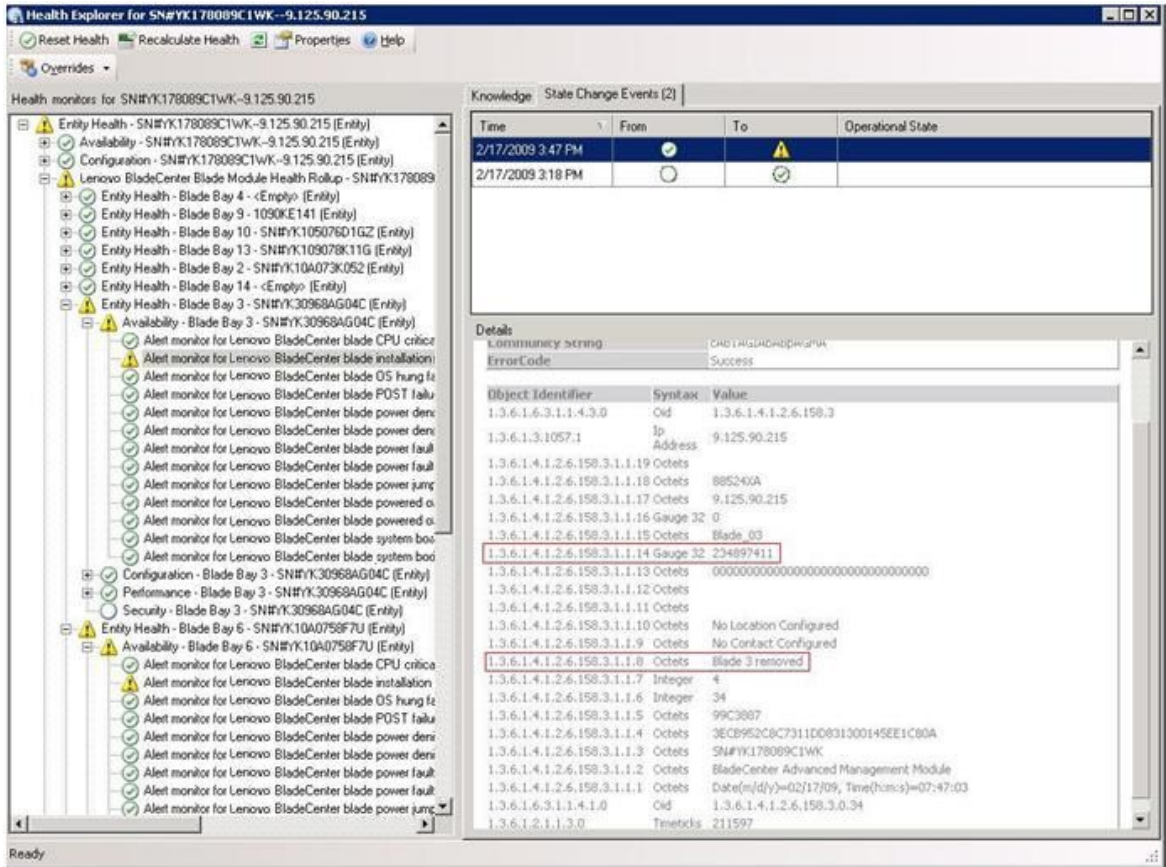 Health Explorer for SN#YK178089C1WK--9.125.90.215
Reset Health Recalculate Health Properties Help
Overrides
Health monitors for SN#YK178089C1WK--9.125.90.215
Entity Health - SN#YK178089C1WK--9.125.90.215 (Entity)
Availability - SN#YK178089C1WK--9.125.90.215 (Entity)
Configuration - SN#YK178089C1WK--9.125.90.215 (Entity)
Lenovo BladeCenter Blade Module Health Rollup - SN#YK178089
Entity Health - Blade Bay 4 - <Empty> (Entity)
Entity Health - Blade Bay 9 - 1090KE141 (Entity)
Entity Health - Blade Bay 10 - SN#YK105076D1GZ (Entity)
Entity Health - Blade Bay 13 - SN#YK109078K11G (Entity)
Entity Health - Blade Bay 2 - SN#YK10A073K052 (Entity)
Entity Health - Blade Bay 14 - <Empty> (Entity)
Entity Health - Blade Bay 3 - SN#YK30968AG04C (Entity)
Availability - Blade Bay 3 - SN#YK30968AG04C (Entity)
Alert monitor for Lenovo BladeCenter blade CPU critica
Alert monitor for Lenovo BladeCenter blade installation
Alert monitor for Lenovo BladeCenter blade OS hung fa
Alert monitor for Lenovo BladeCenter blade POST failu
Alert monitor for Lenovo BladeCenter blade power deni
Alert monitor for Lenovo BladeCenter blade power deni
Alert monitor for Lenovo BladeCenter blade power fault
Alert monitor for Lenovo BladeCenter blade power fault
Alert monitor for Lenovo BladeCenter blade power jump
Alert monitor for Lenovo BladeCenter blade powered o
Alert monitor for Lenovo BladeCenter blade powered o
Alert monitor for Lenovo BladeCenter blade system boo
Alert monitor for Lenovo BladeCenter blade system boo
Configuration - Blade Bay 3 - SN#YK30968AG04C (Entity)
Performance - Blade Bay 3 - SN#YK30968AG04C (Entity)
Security - Blade Bay 3 - SN#YK30968AG04C (Entity)
Entity Health - Blade Bay 6 - SN#YK10A0758F7U (Entity)
Availability - Blade Bay 6 - SN#YK10A0758F7U (Entity)
Alert monitor for Lenovo BladeCenter blade CPU critica
Alert monitor for Lenovo BladeCenter blade installation
Alert monitor for Lenovo BladeCenter blade OS hung fa
Alert monitor for Lenovo BladeCenter blade POST failu
Alert monitor for Lenovo BladeCenter blade power deni
Alert monitor for Lenovo BladeCenter blade power deni
Alert monitor for Lenovo BladeCenter blade power fault
Alert monitor for Lenovo BladeCenter blade power fault
Alert monitor for Lenovo BladeCenter blade power jump
Knowledge State Change Events (2)
Time From To Operational State
2/17/2009 3:47 PM
2/17/2009 3:18 PM
Details
Community String
ErrorCode Success
Object Identifier Syntax Value
1.3.6.1.6.3.1.1.4.3.0 Oid 1.3.6.1.4.1.2.6.158.3
1.3.6.1.3.1057.1 Ip Address 9.125.90.215
1.3.6.1.4.1.2.6.158.3.1.1.19 Octets
1.3.6.1.4.1.2.6.158.3.1.1.18 Octets 88524XA
1.3.6.1.4.1.2.6.158.3.1.1.17 Octets 9.125.90.215
1.3.6.1.4.1.2.6.158.3.1.1.16 Gauge 32 0
1.3.6.1.4.1.2.6.158.3.1.1.15 Octets Blade_03
1.3.6.1.4.1.2.6.158.3.1.1.14 Gauge 32 234897411
1.3.6.1.4.1.2.6.158.3.1.1.13 Octets 00000000000000000000000000000000
1.3.6.1.4.1.2.6.158.3.1.1.12 Octets
1.3.6.1.4.1.2.6.158.3.1.1.11 Octets
1.3.6.1.4.1.2.6.158.3.1.1.10 Octets No Location Configured
1.3.6.1.4.1.2.6.158.3.1.1.9 Octets No Contact Configured
1.3.6.1.4.1.2.6.158.3.1.1.8 Octets Blade 3 removed
1.3.6.1.4.1.2.6.158.3.1.1.7 Integer 4
1.3.6.1.4.1.2.6.158.3.1.1.6 Integer 34
1.3.6.1.4.1.2.6.158.3.1.1.5 Octets 99C3887
1.3.6.1.4.1.2.6.158.3.1.1.4 Octets 3ECB952C8C7311DD831300145EE1C80A
1.3.6.1.4.1.2.6.158.3.1.1.3 Octets SN#YK178089C1WK
1.3.6.1.4.1.2.6.158.3.1.1.2 Octets BladeCenter Advanced Management Module
1.3.6.1.4.1.2.6.158.3.1.1.1 Octets Date(m/d/y)=02/17/09, Time(h:m:s)=07:47:03
1.3.6.1.6.3.1.1.4.1.0 Oid 1.3.6.1.4.1.2.6.158.3.0.34
1.3.6.1.2.1.1.3.0 Timeticks 211597
Ready